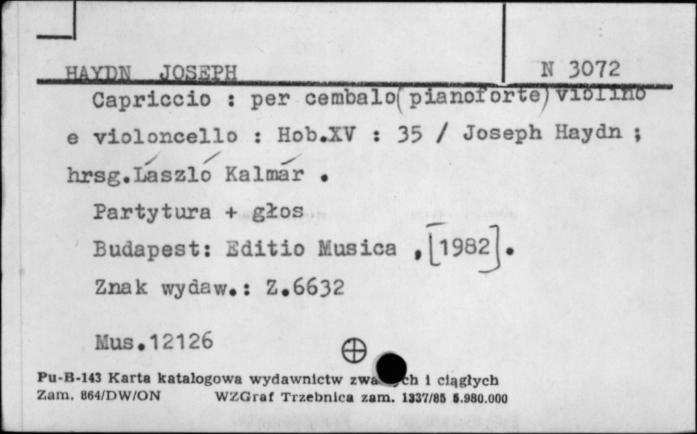 HAYDN JOSEPH N 3072
Capriccio : per cembalo(pianoforte)violino
e violoncello : Hob.XV : 35 / Joseph Haydn ;
hrsg.László Kalmár .
Partytura + głos
Budapest: Editio Musica ,[1982].
Znak wydaw.: Z.6632
Mus.12126
Pu-B-143 Karta katalogowa wydawnictw i ciągłych
Zam. 864/DW/ON WZGraf Trzebnica zam. 1337/85 5.980.000